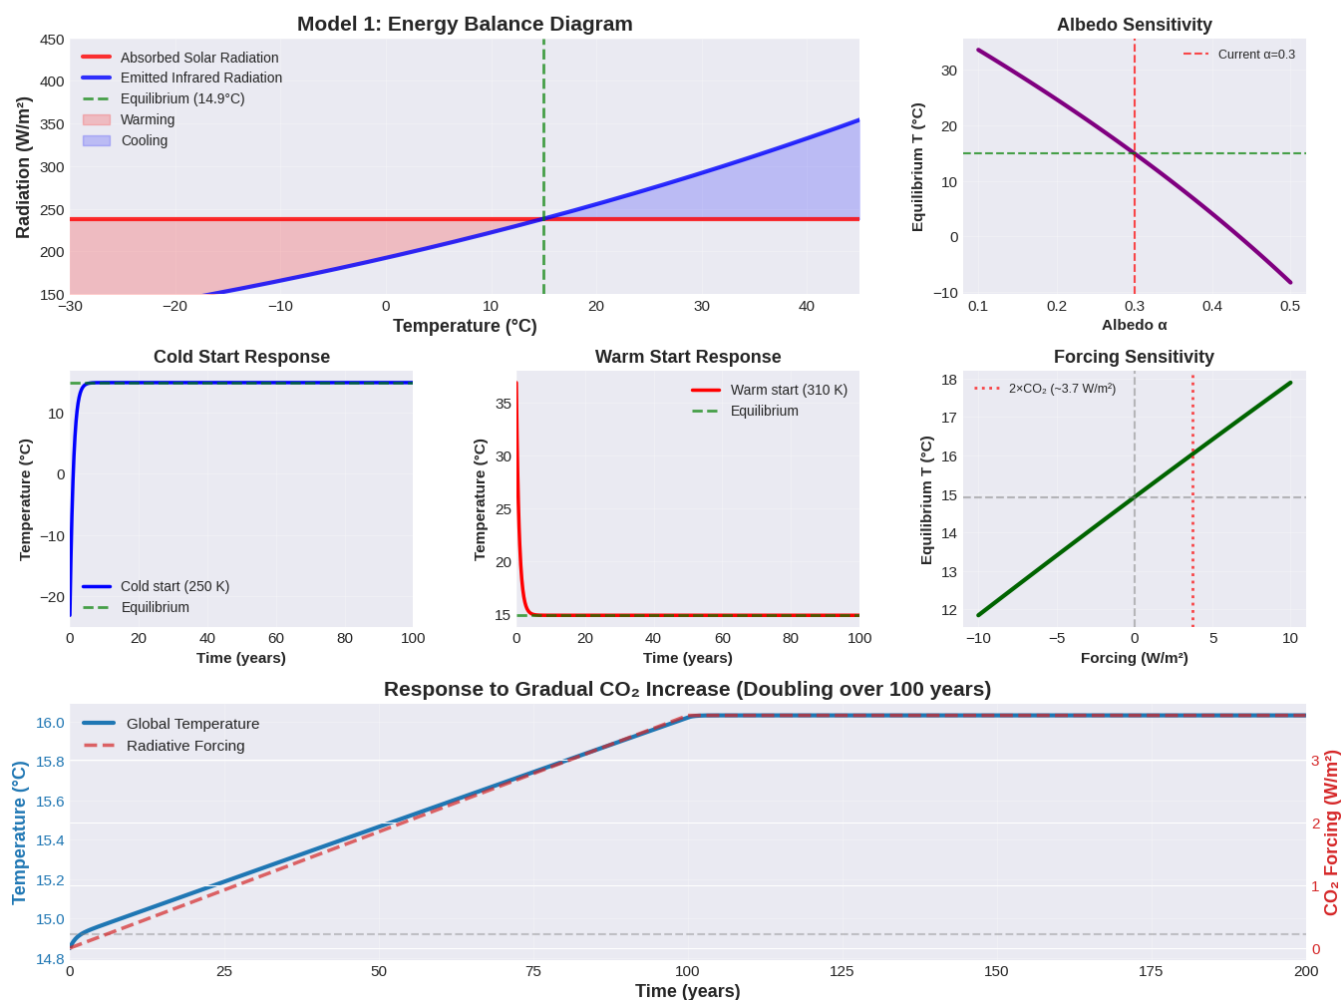 Model 1: Energy Balance Diagram
Radiation (W/m²)
450
400
350
300
250
200
150
Absorbed Solar Radiation
Emitted Infrared Radiation
Equilibrium (14.9°C)
Warming
Cooling
−30 −20 −10 0 10 20 30 40
Temperature (°C)
Albedo Sensitivity
Equilibrium T (°C)
30
20
10
0
−10
Current α=0.3
0.1 0.2 0.3 0.4 0.5
Albedo α
Cold Start Response
Temperature (°C)
10
0
−10
−20
Cold start (250 K)
Equilibrium
0 20 40 60 80 100
Time (years)
Warm Start Response
Temperature (°C)
35
30
25
20
15
Warm start (310 K)
Equilibrium
0 20 40 60 80 100
Time (years)
Forcing Sensitivity
Equilibrium T (°C)
18
17
16
15
14
13
12
2×CO₂ (~3.7 W/m²)
−10 −5 0 5 10
Forcing (W/m²)
Response to Gradual CO₂ Increase (Doubling over 100 years)
Temperature (°C)
16.0
15.8
15.6
15.4
15.2
15.0
14.8
Global Temperature
Radiative Forcing
3
2
1
0
CO₂ Forcing (W/m²)
0 25 50 75 100 125 150 175 200
Time (years)